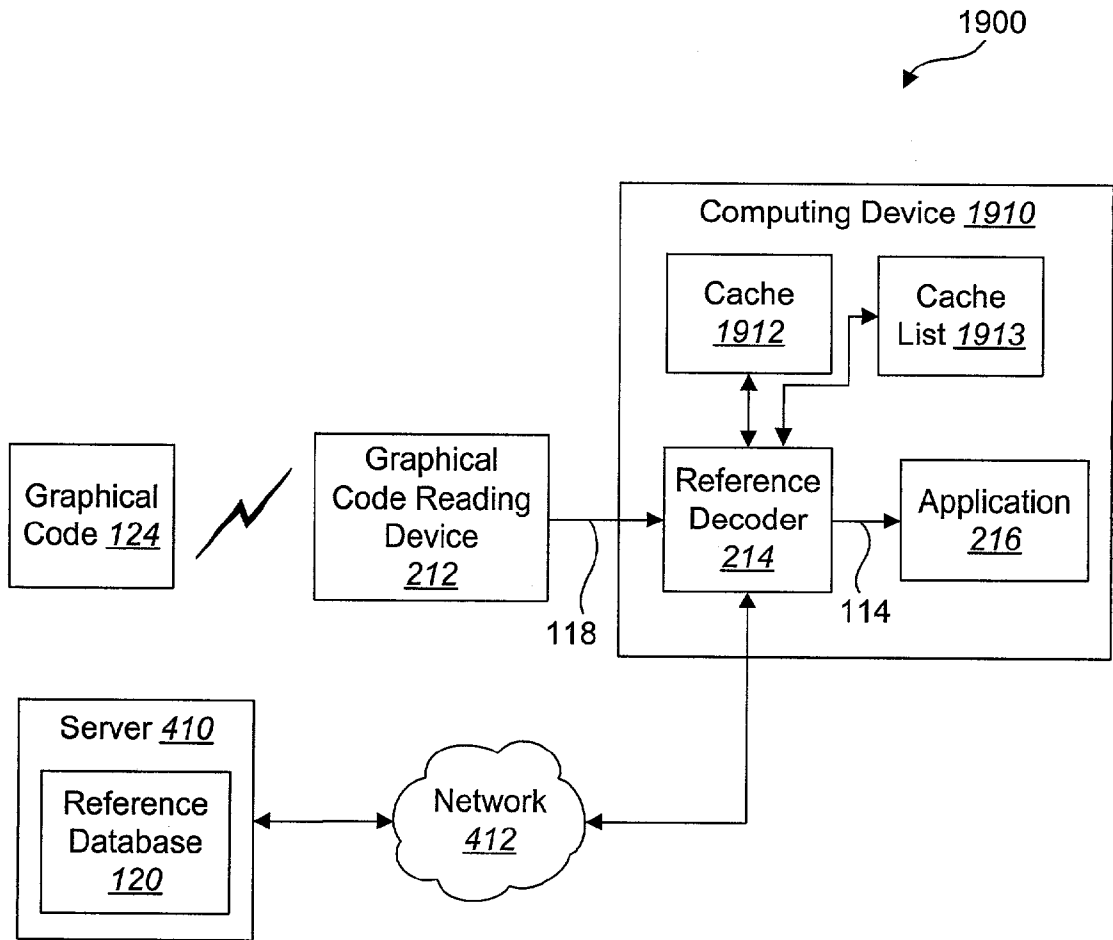 1900
Computing Device 1910
Cache
1912
Cache
List 1913
Graphical
Code 124
Graphical
Code Reading
Device
212
Reference
Decoder
214
Application
216
118
114
Server 410
Reference
Database
120
Network
412